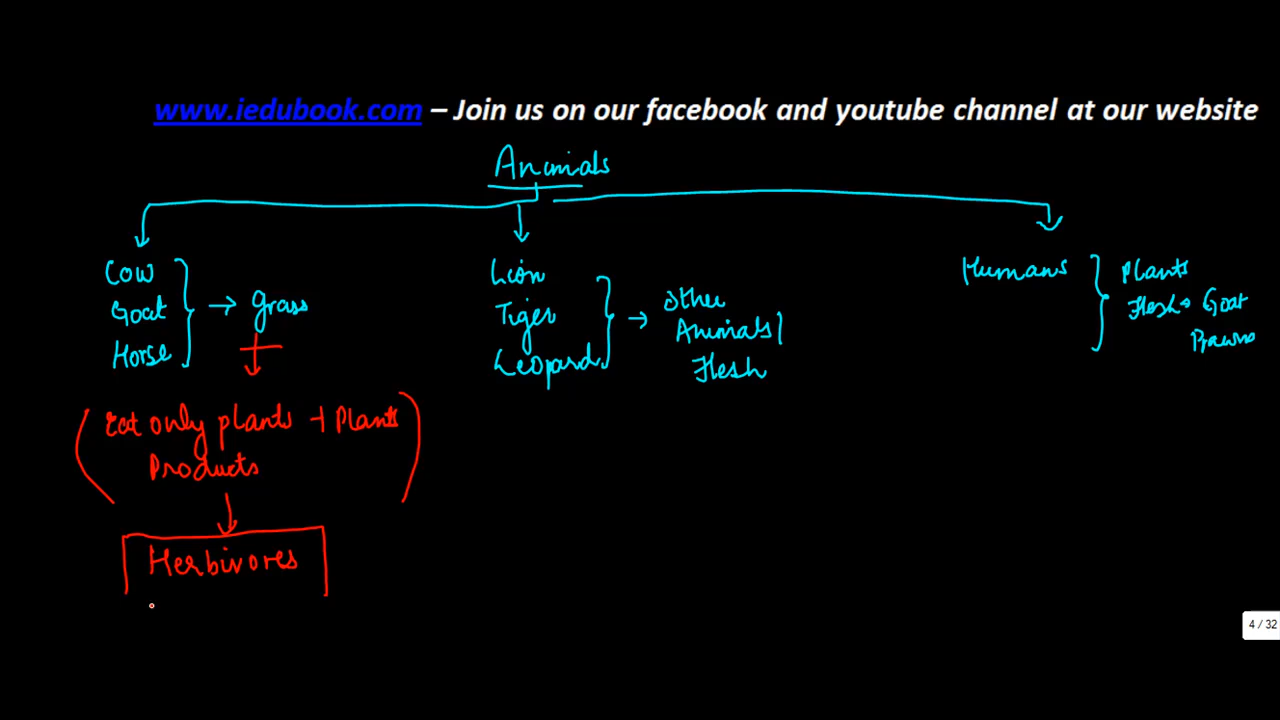 www.iedubook.com – Join us on our facebook and youtube channel at our website
Animals
Cow
Goat
Horse
→ grass
Eat only plants + Plants
Products
Herbivores
Lion
Tiger
Leopard
→ Other
Animals/
Flesh
Humans
Plants
Flesh → Goat
Prawns
4 / 32